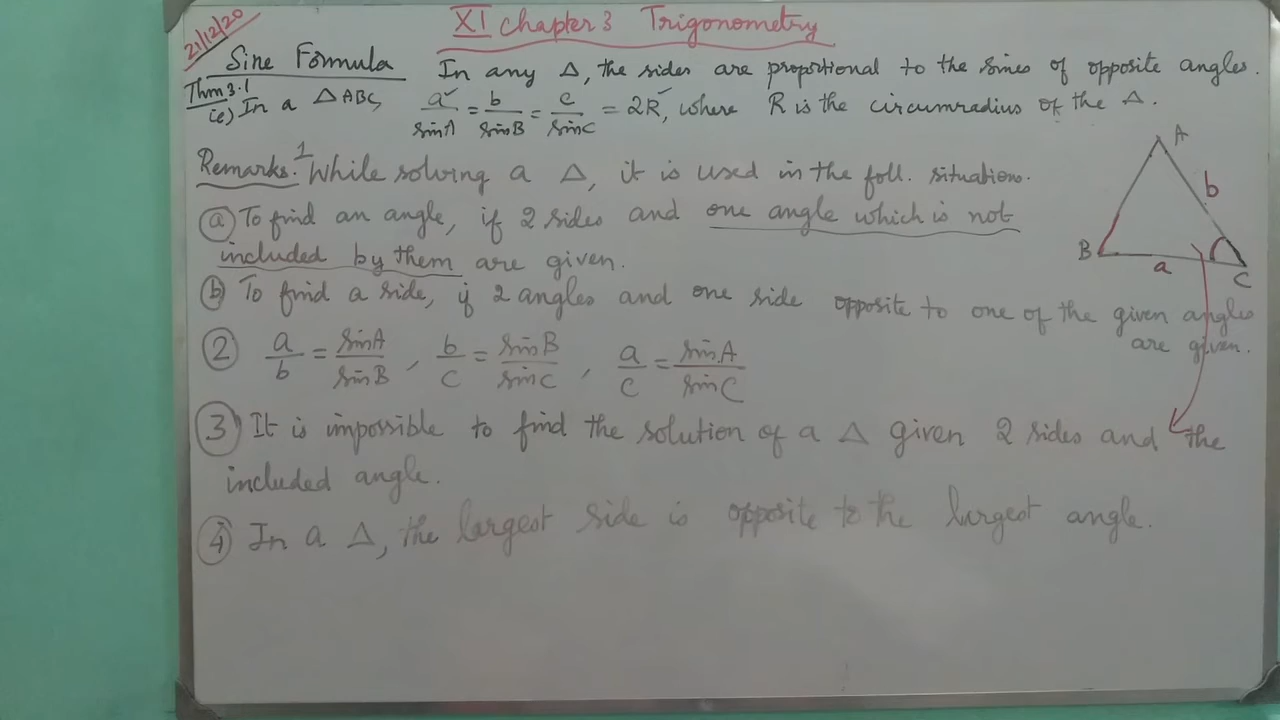 21/12/20
XI Chapter 3 Trigonometry
Sine Formula In any Δ, the sides are proportional to the sines of opposite angles.
Thm 3.1
(ie) In a ΔABC, a/sinA = b/sinB = c/sinC = 2R, where R is the circumradius of the Δ.
Remarks: 1 While solving a Δ, it is used in the foll. situations.
(a) To find an angle, if 2 sides and one angle which is not
included by them are given.
(b) To find a side, if 2 angles and one side opposite to one of the given angles
are given.
(2) a/b = sinA/sinB, b/c = sinB/sinC, a/c = sinA/sinC
(3) It is impossible to find the solution of a Δ given 2 sides and the
included angle.
(4) In a Δ, the largest side is opposite to the largest angle.
A
b
B
a
C